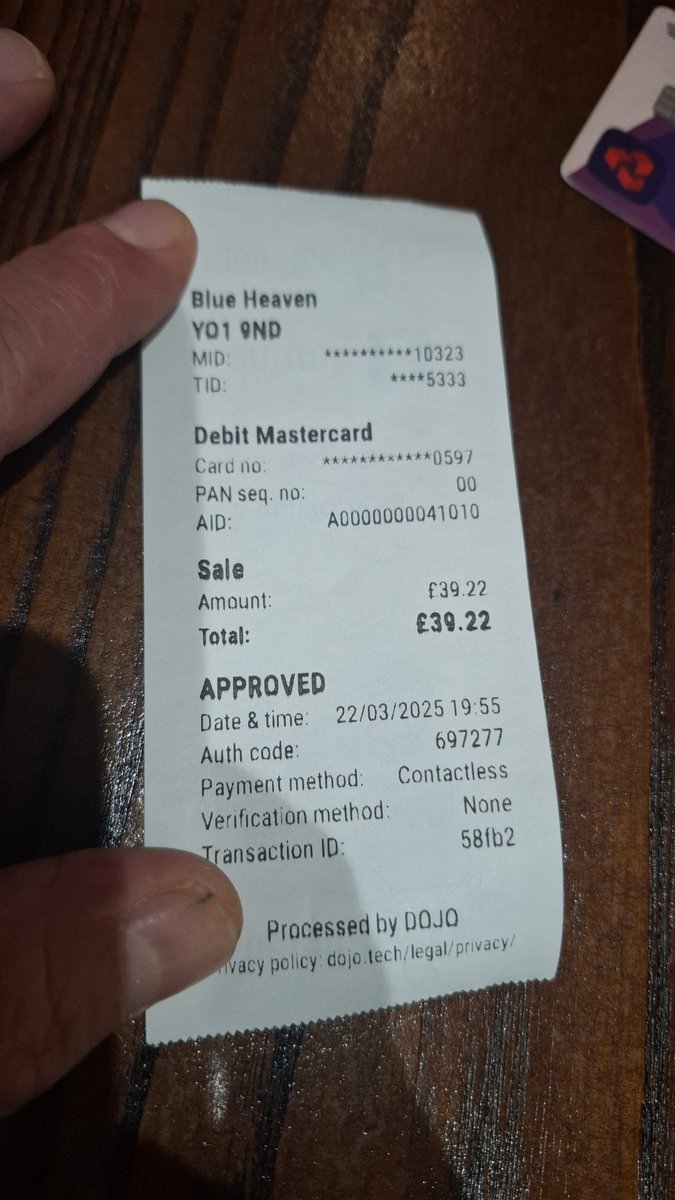 Blue Heaven
YO1 9ND
MID: **********10323
TID: ****5333
Debit Mastercard
Card no: ************0597
PAN seq. no: 00
AID: A0000000041010
Sale
Amount: £39.22
Total: £39.22
APPROVED
Date & time: 22/03/2025 19:55
Auth code: 697277
Payment method: Contactless
Verification method: None
Transaction ID: 58fb2
Processed by DOJO
ivacy policy: dojo.tech/legal/privacy/